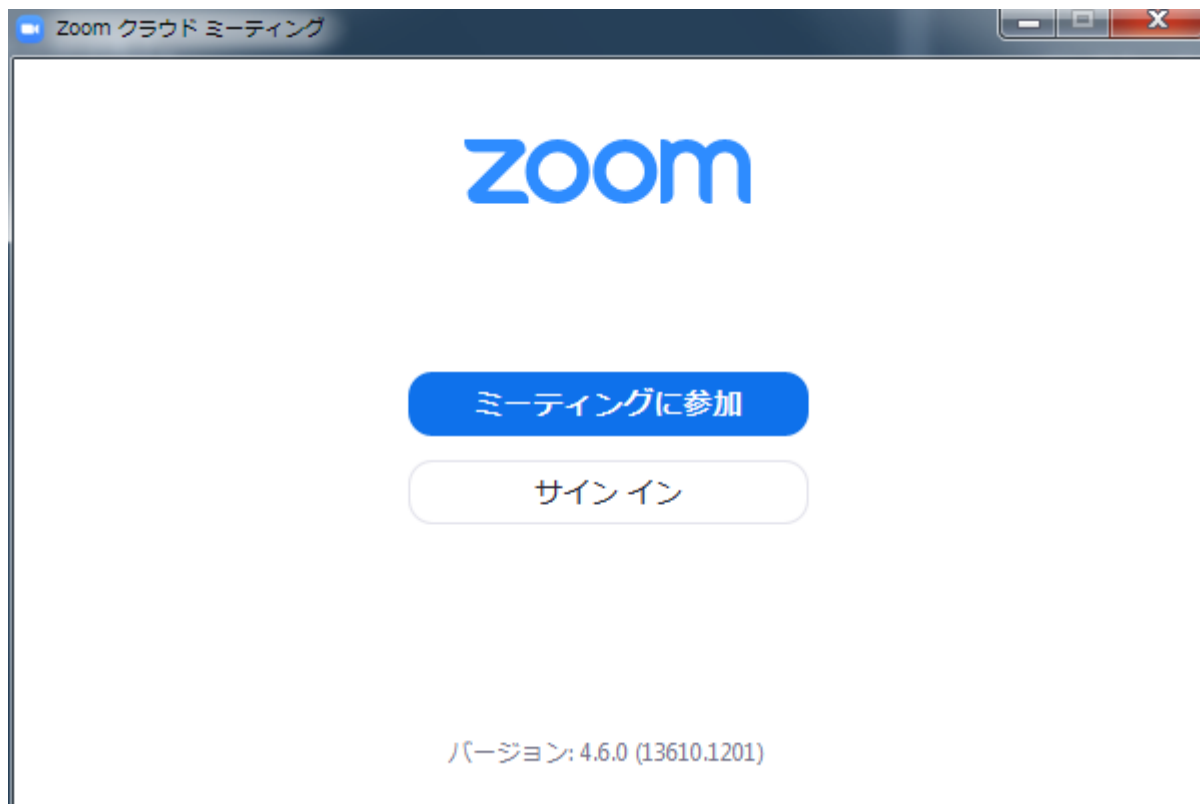 Zoom クラウド ミーティング
zoom
ミーティングに参加
サイン イン
バージョン: 4.6.0 (13610.1201)